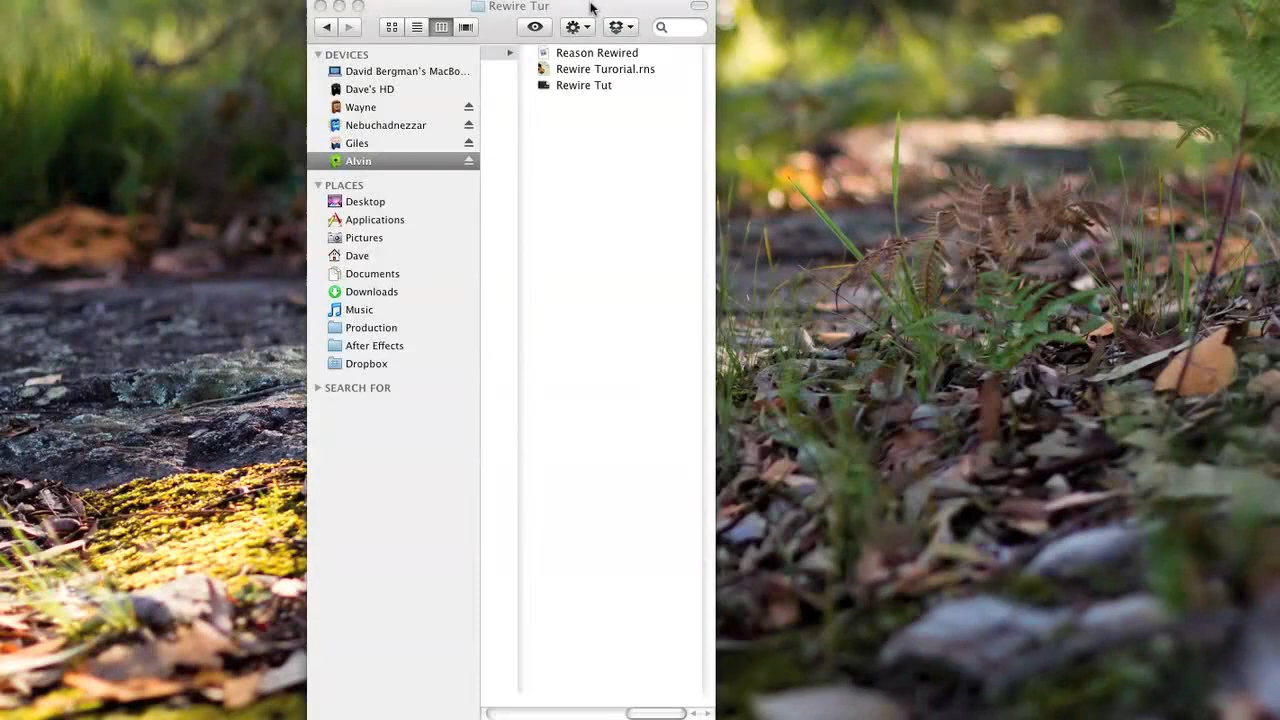 Rewire Tur
DEVICES
David Bergman's MacBo...
Dave's HD
Wayne
Nebuchadnezzar
Giles
Alvin
PLACES
Desktop
Applications
Pictures
Dave
Documents
Downloads
Music
Production
After Effects
Dropbox
SEARCH FOR
Reason Rewired
Rewire Turorial.rns
Rewire Tut